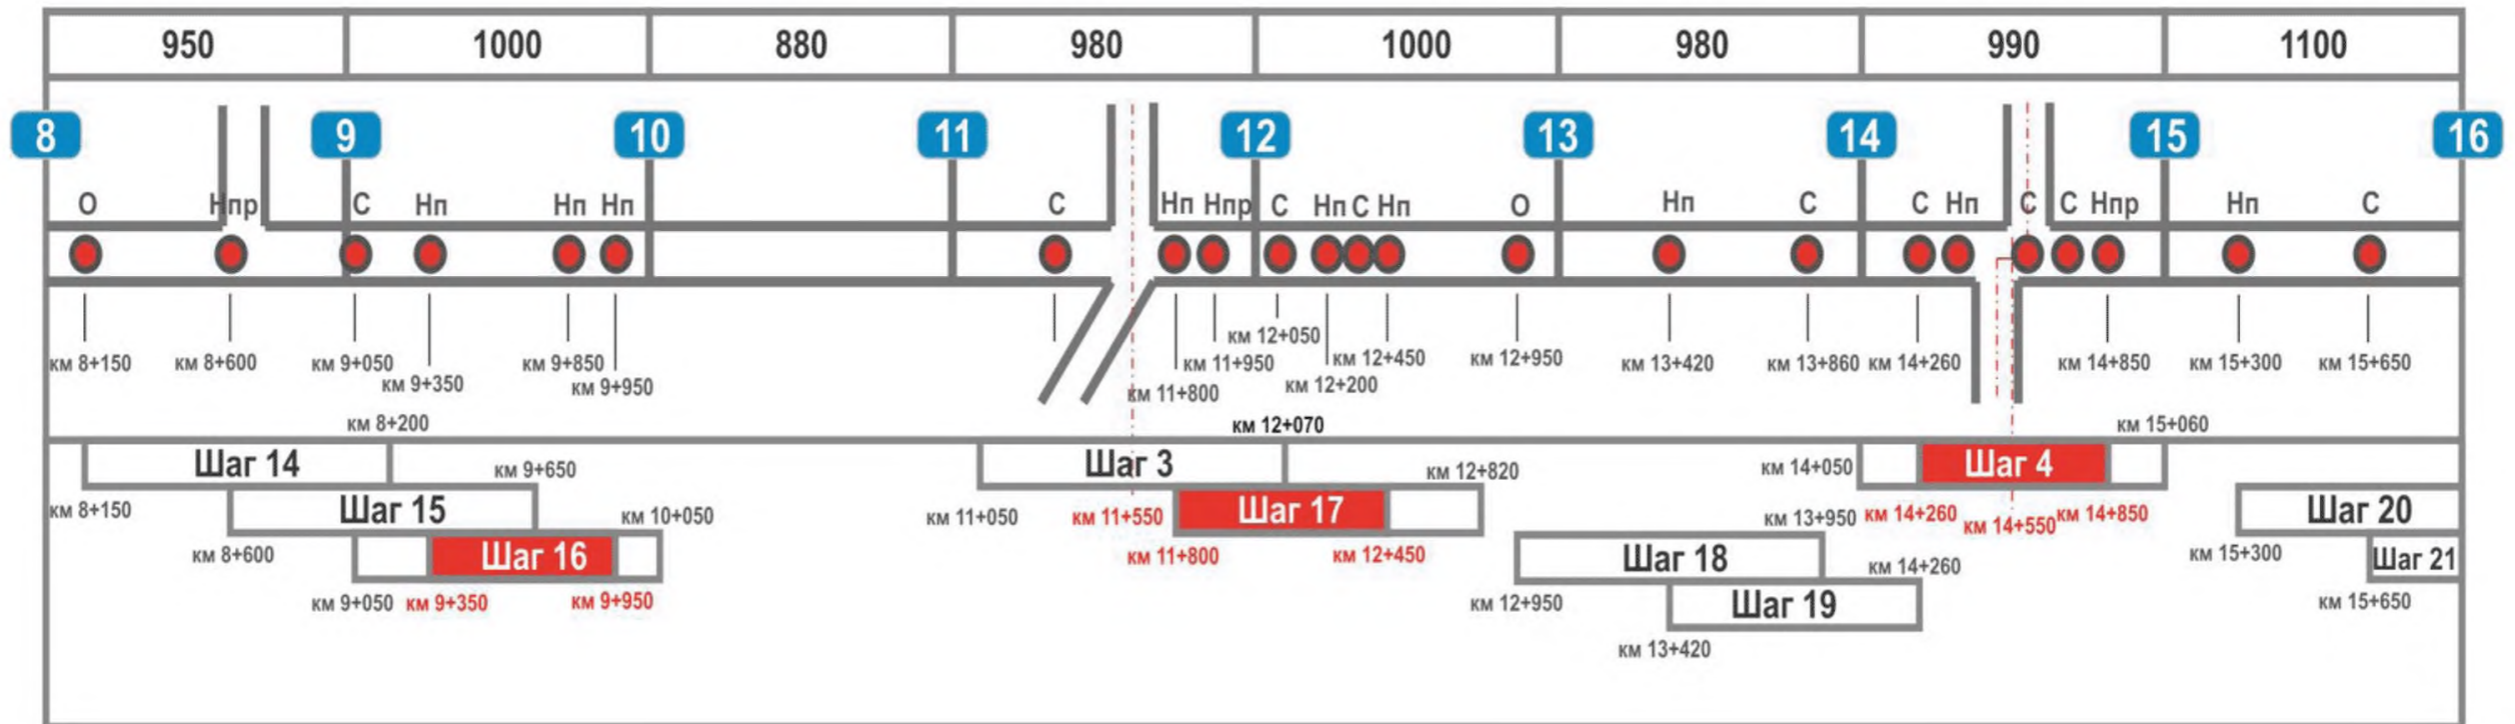 950 1000 880 980 1000 980 990 1100
8 9 10 11 12 13 14 15 16
О Нпр С Нп Нп Нп С Нп Нпр С Нп С Нп О Нп С С Нп С С Нпр Нп С
км 12+050
км 8+150 км 8+600 км 9+050 км 9+850 км 11+950 км 12+450 км 12+950 км 13+420 км 13+860 км 14+260 км 14+850 км 15+300 км 15+650
км 9+350 км 9+950 км 11+800 км 12+200
км 8+200 км 12+070 км 15+060
Шаг 14 км 9+650 Шаг 3 км 12+820 км 14+050 Шаг 4
км 8+150 Шаг 15 км 10+050 км 11+050 км 11+550 Шаг 17 км 13+950 км 14+260 км 14+550 км 14+850 Шаг 20
км 8+600 Шаг 16 км 11+800 км 12+450 Шаг 18 км 14+260 км 15+300 Шаг 21
км 9+050 км 9+350 км 9+950 км 12+950 Шаг 19 км 15+650
км 13+420